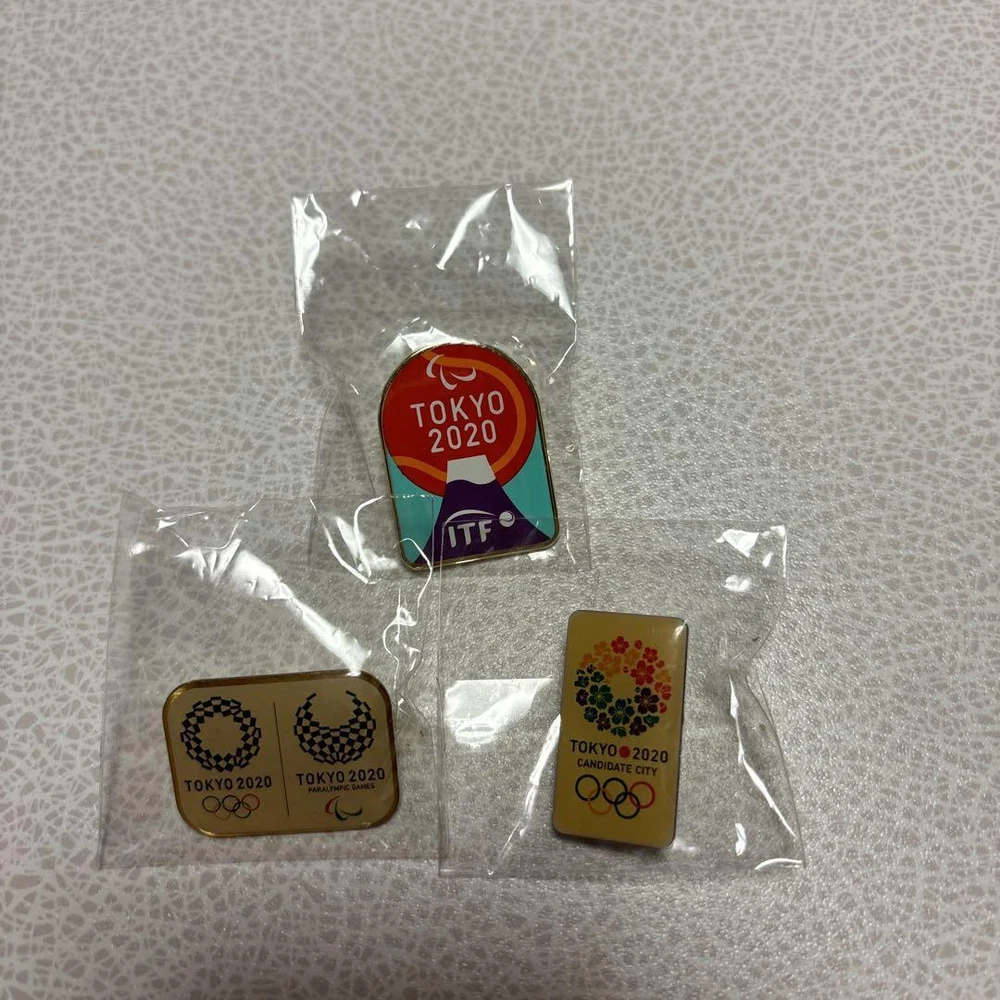 TOKYO
2020
ITF
TOKYO 2020
TOKYO 2020
PARALYMPIC GAMES
TOKYO 2020
CANDIDATE CITY